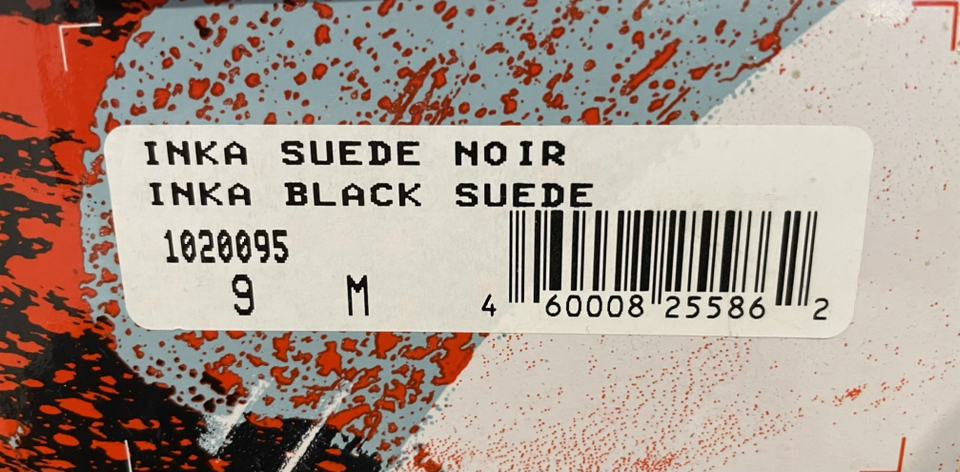 INKA SUEDE NOIR
INKA BLACK SUEDE
1020095
9 M
4 60008 25586 2